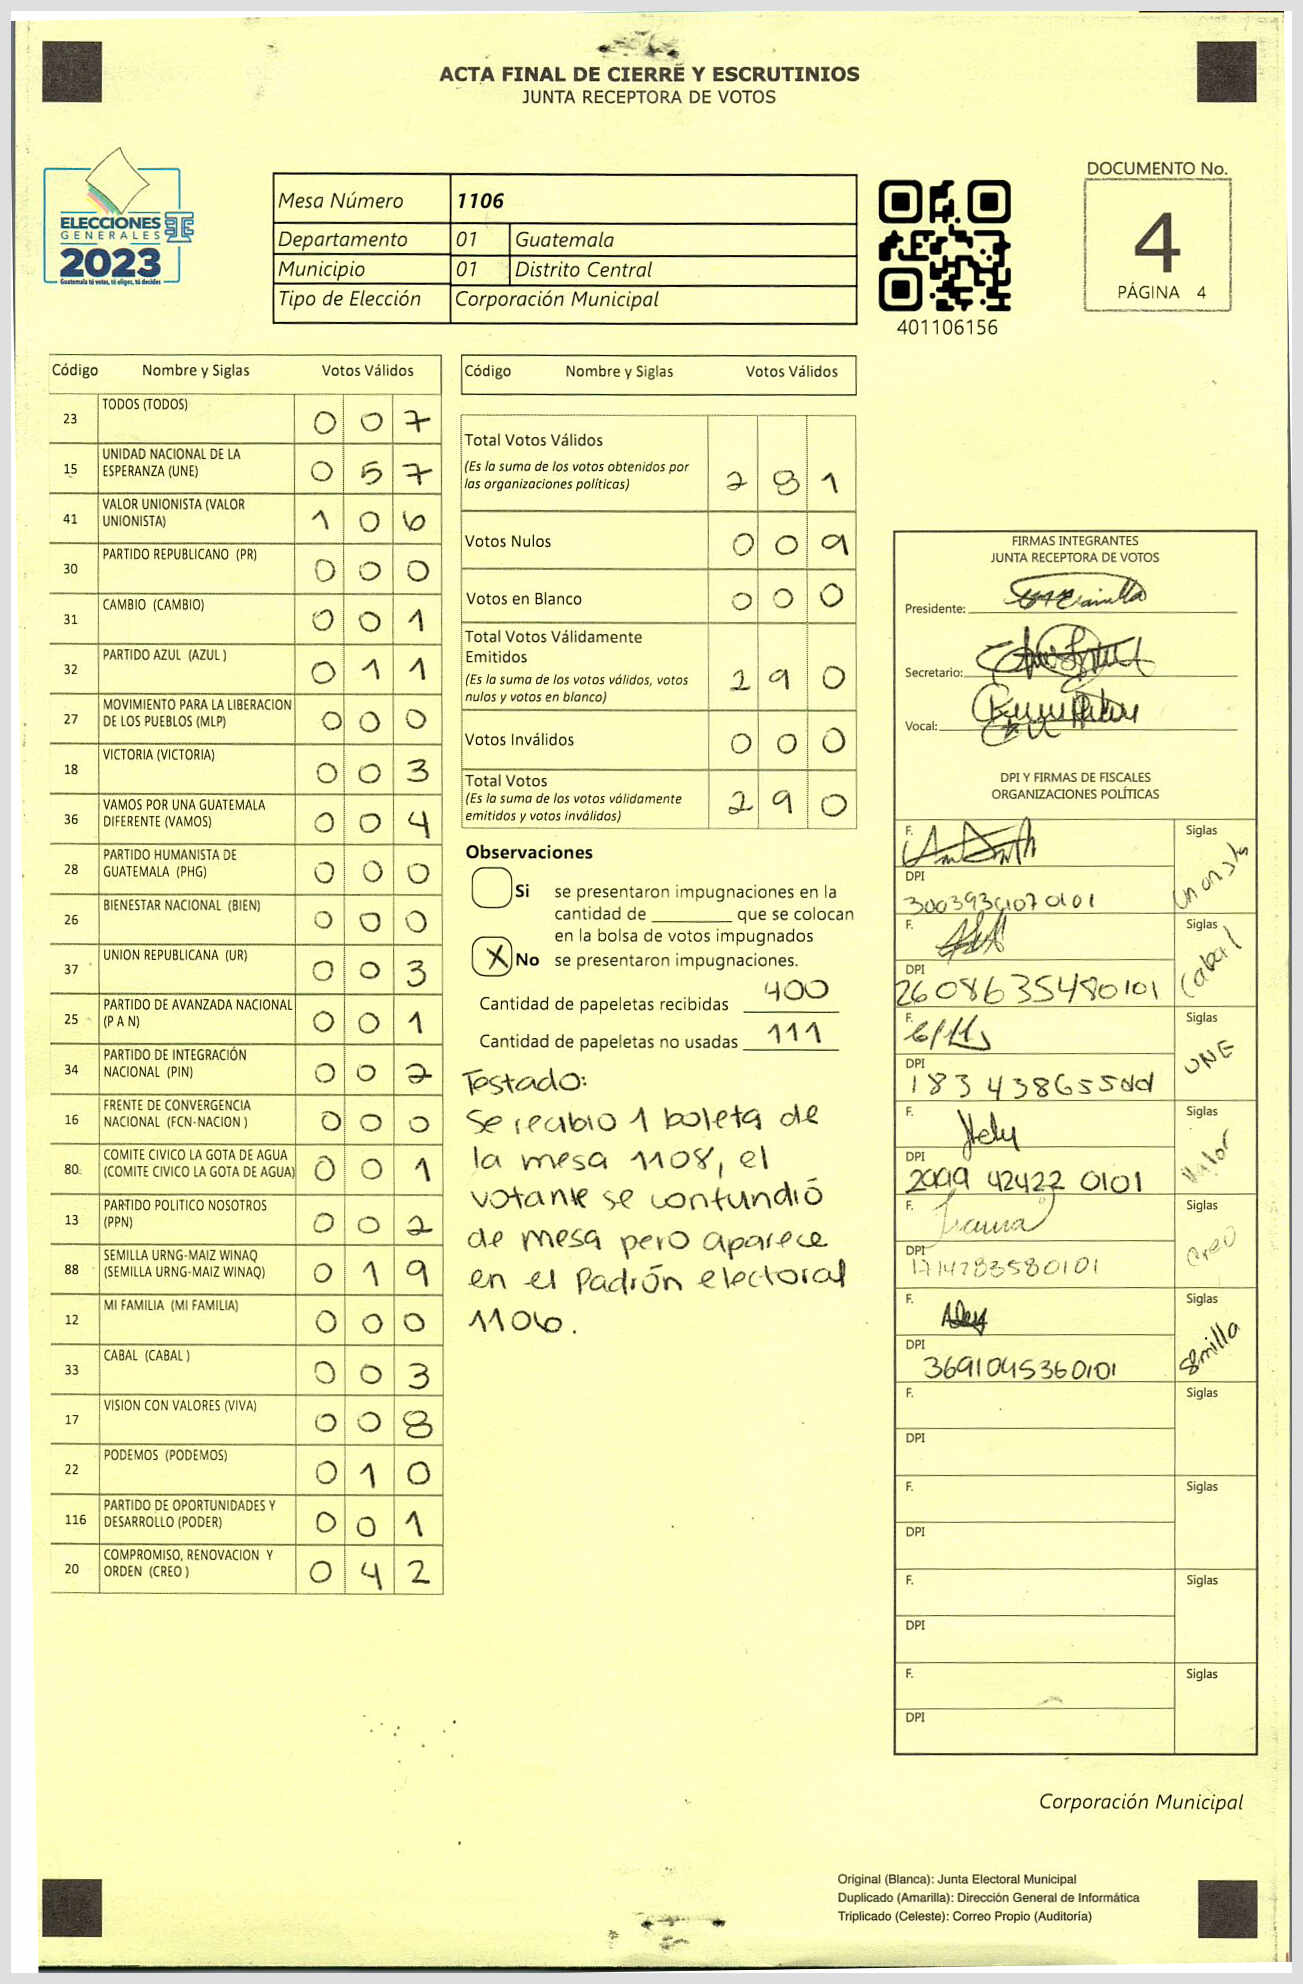 ACTA FINAL DE CIERRE Y ESCRUTINIOS
JUNTA RECEPTORA DE VOTOS
ELECCIONES
GENERALES
2023
Guatemala tú votas, tú eliges, tú decides
Mesa Número 1106
Departamento 01 Guatemala
Municipio 01 Distrito Central
Tipo de Elección Corporación Municipal
401106156
DOCUMENTO No.
4
PÁGINA 4
Código Nombre y Siglas Votos Válidos
23 TODOS (TODOS) 0 0 7
15 UNIDAD NACIONAL DE LA
ESPERANZA (UNE) 0 5 7
41 VALOR UNIONISTA (VALOR
UNIONISTA) 1 0 6
30 PARTIDO REPUBLICANO (PR) 0 0 0
31 CAMBIO (CAMBIO) 0 0 1
32 PARTIDO AZUL (AZUL ) 0 1 1
27 MOVIMIENTO PARA LA LIBERACION
DE LOS PUEBLOS (MLP) 0 0 0
18 VICTORIA (VICTORIA) 0 0 3
36 VAMOS POR UNA GUATEMALA
DIFERENTE (VAMOS) 0 0 4
28 PARTIDO HUMANISTA DE
GUATEMALA (PHG) 0 0 0
26 BIENESTAR NACIONAL (BIEN) 0 0 0
37 UNION REPUBLICANA (UR) 0 0 3
25 PARTIDO DE AVANZADA NACIONAL
(P A N) 0 0 1
34 PARTIDO DE INTEGRACIÓN
NACIONAL (PIN) 0 0 2
16 FRENTE DE CONVERGENCIA
NACIONAL (FCN-NACION ) 0 0 0
80 COMITE CIVICO LA GOTA DE AGUA
(COMITE CIVICO LA GOTA DE AGUA) 0 0 1
13 PARTIDO POLITICO NOSOTROS
(PPN) 0 0 2
88 SEMILLA URNG-MAIZ WINAQ
(SEMILLA URNG-MAIZ WINAQ) 0 1 9
12 MI FAMILIA (MI FAMILIA) 0 0 0
33 CABAL (CABAL ) 0 0 3
17 VISION CON VALORES (VIVA) 0 0 8
22 PODEMOS (PODEMOS) 0 1 0
116 PARTIDO DE OPORTUNIDADES Y
DESARROLLO (PODER) 0 0 1
20 COMPROMISO, RENOVACION Y
ORDEN (CREO ) 0 4 2
Código Nombre y Siglas Votos Válidos
Total Votos Válidos
(Es la suma de los votos obtenidos por
las organizaciones políticas) 2 8 1
Votos Nulos 0 0 9
Votos en Blanco 0 0 0
Total Votos Válidamente
Emitidos
(Es la suma de los votos válidos, votos
nulos y votos en blanco) 2 9 0
Votos Inválidos 0 0 0
Total Votos
(Es la suma de los votos válidamente
emitidos y votos inválidos) 2 9 0
Observaciones
Si se presentaron impugnaciones en la
cantidad de ________ que se colocan
en la bolsa de votos impugnados
X No se presentaron impugnaciones.
Cantidad de papeletas recibidas 400
Cantidad de papeletas no usadas 111
Testado:
Se recibio 1 boleta de
la mesa 1108, el
votante se confundió
de mesa pero aparece
en el Padrón electoral
1106.
FIRMAS INTEGRANTES
JUNTA RECEPTORA DE VOTOS
Presidente:
Secretario:
Vocal:
DPI Y FIRMAS DE FISCALES
ORGANIZACIONES POLÍTICAS
F. Siglas
Unionista
DPI
F. Siglas
Cabal
DPI
2608635480101
F. Siglas
UNE
DPI
F. Siglas
Valor
DPI
2099 42422 0101
F. Siglas
Creo
DPI
F. Siglas
Semilla
DPI
3691045360101
F. Siglas
DPI
F. Siglas
DPI
F. Siglas
DPI
F. Siglas
DPI
Corporación Municipal
Original (Blanca): Junta Electoral Municipal
Duplicado (Amarilla): Dirección General de Informática
Triplicado (Celeste): Correo Propio (Auditoría)